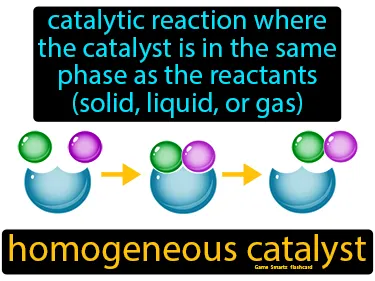 catalytic reaction where
the catalyst is in the same
phase as the reactants
(solid, liquid, or gas)
homogeneous catalyst
Game Smartz flashcard